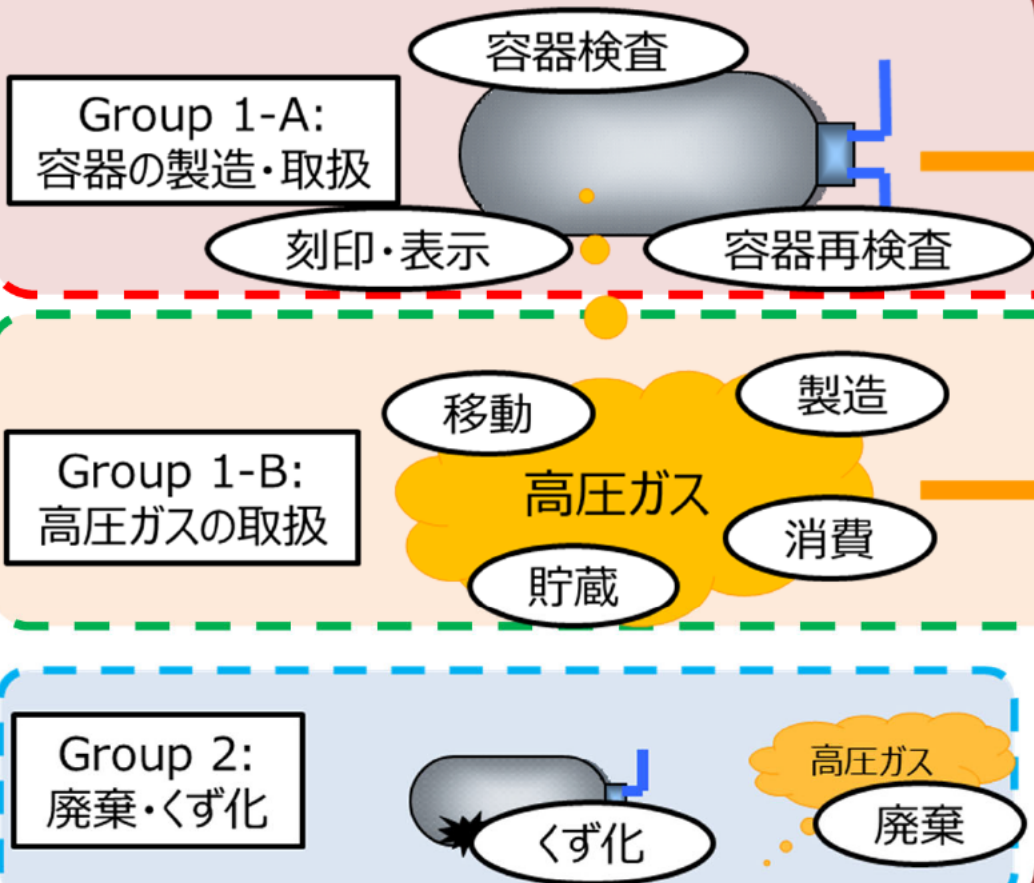 容器検査
Group 1-A:
容器の製造・取扱
刻印・表示
容器再検査
移動
製造
Group 1-B:
高圧ガスの取扱
高圧ガス
消費
貯蔵
Group 2:
廃棄・くず化
高圧ガス
くず化
廃棄